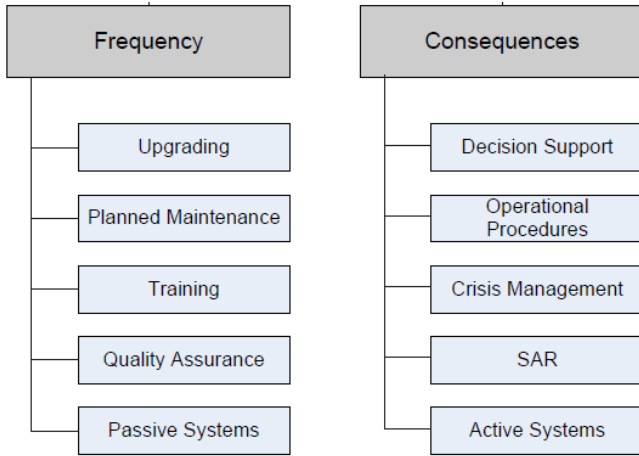 Frequency
Upgrading
Planned Maintenance
Training
Quality Assurance
Passive Systems
Consequences
Decision Support
Operational
Procedures
Crisis Management
SAR
Active Systems